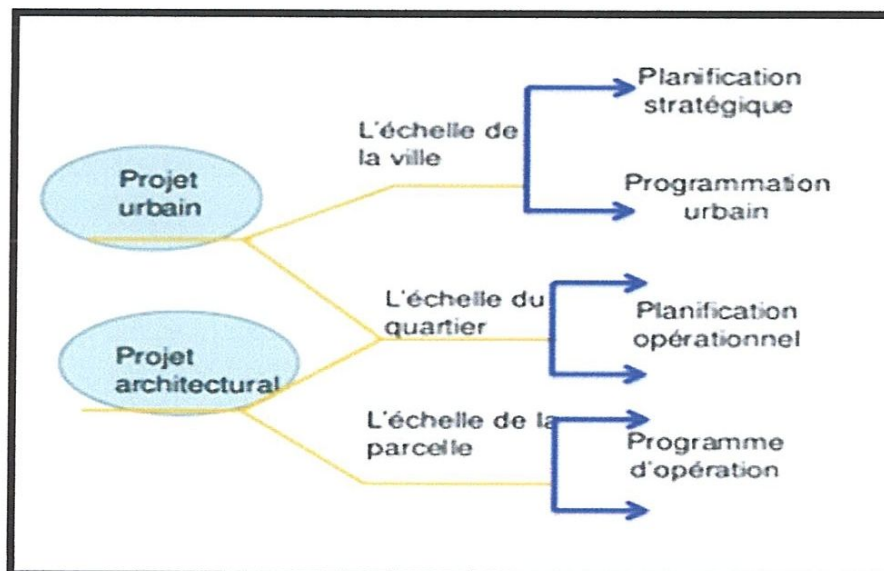 Projet
urbain
L'échelle de
la ville
Planification
stratégique
Programmation
urbain
Projet
architectural
L'échelle du
quartier
Planification
opérationnel
L'échelle de la
parcelle
Programme
d'opération